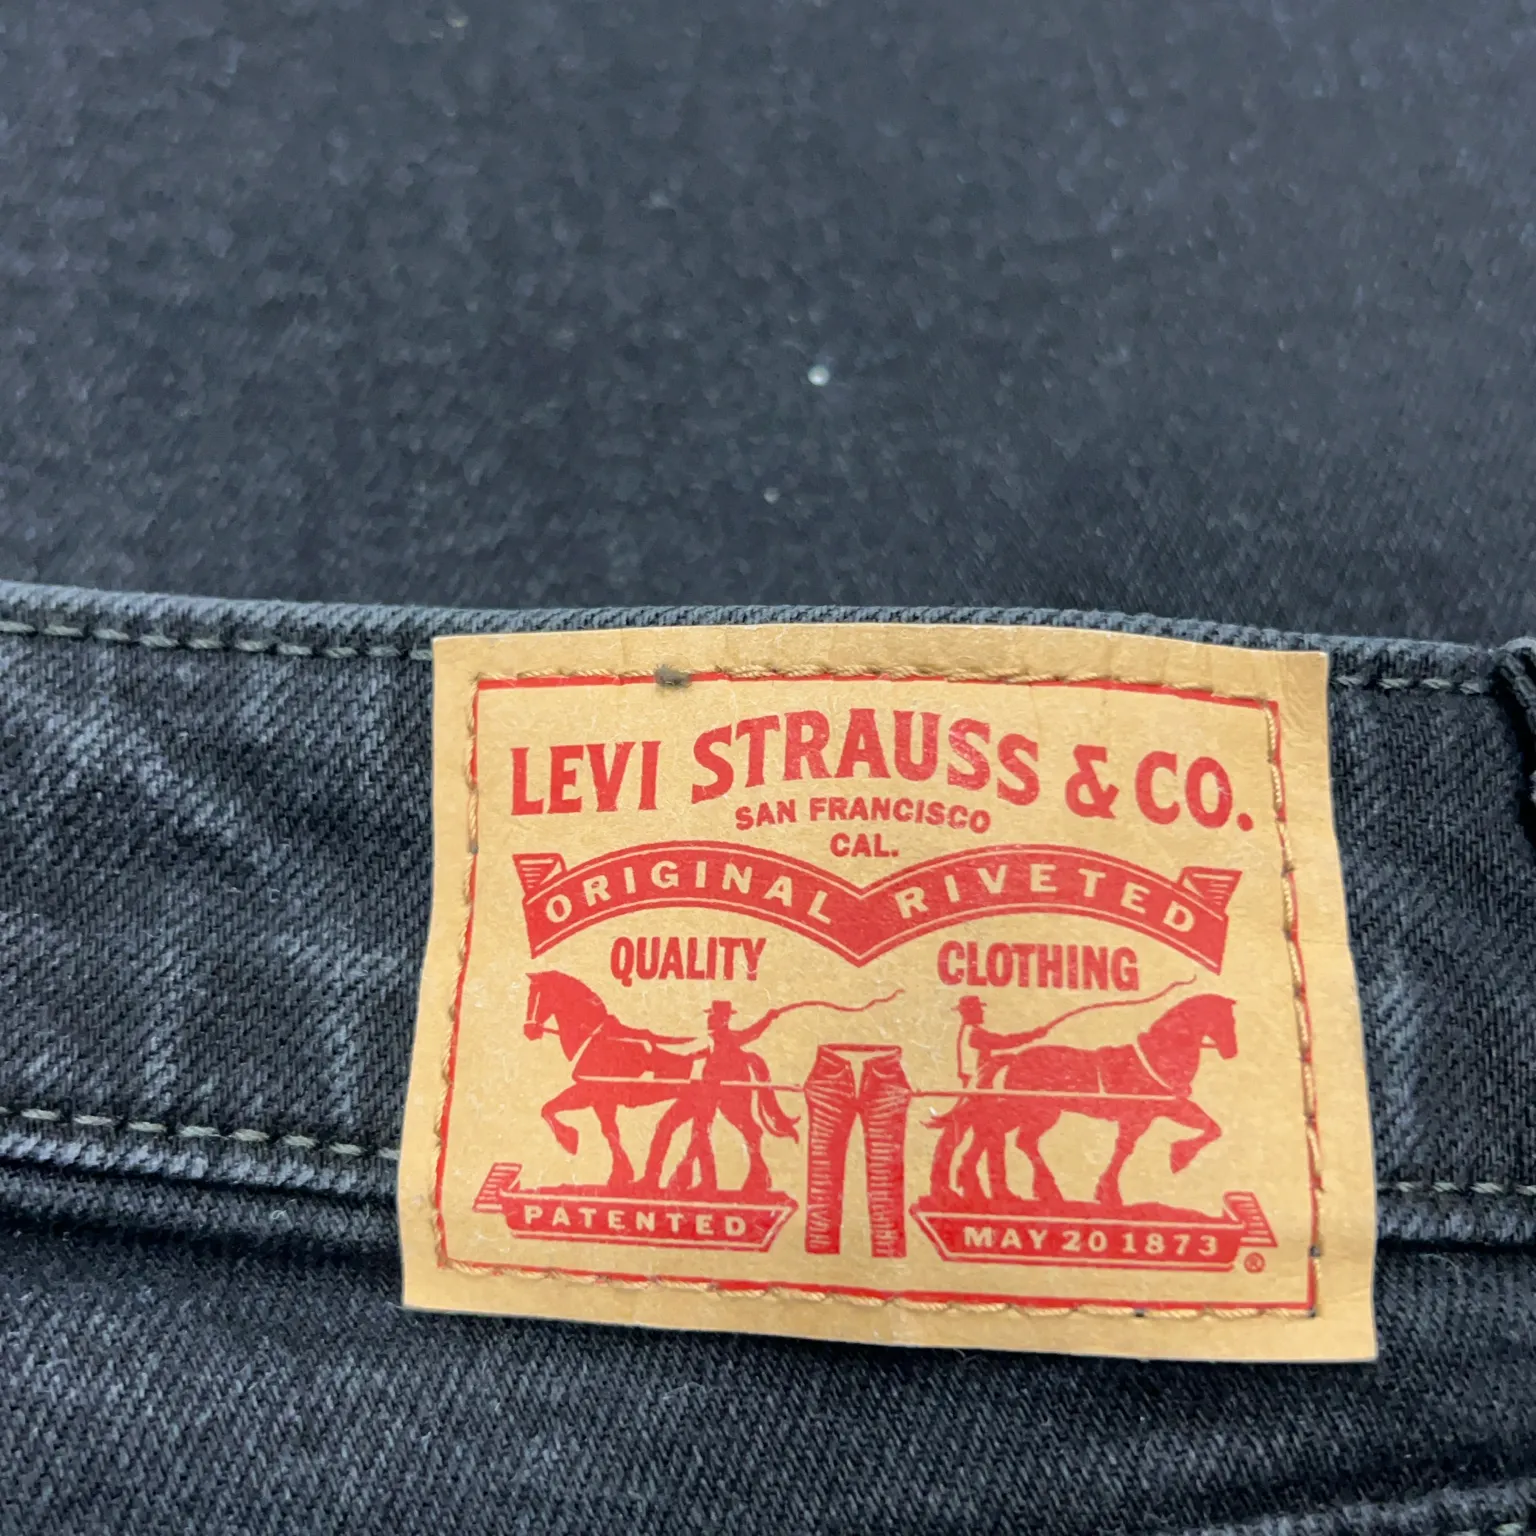 LEVI STRAUSS & CO.
SAN FRANCISCO
CAL.
ORIGINAL RIVETED
QUALITY CLOTHING
PATENTED MAY 20 1873 ®